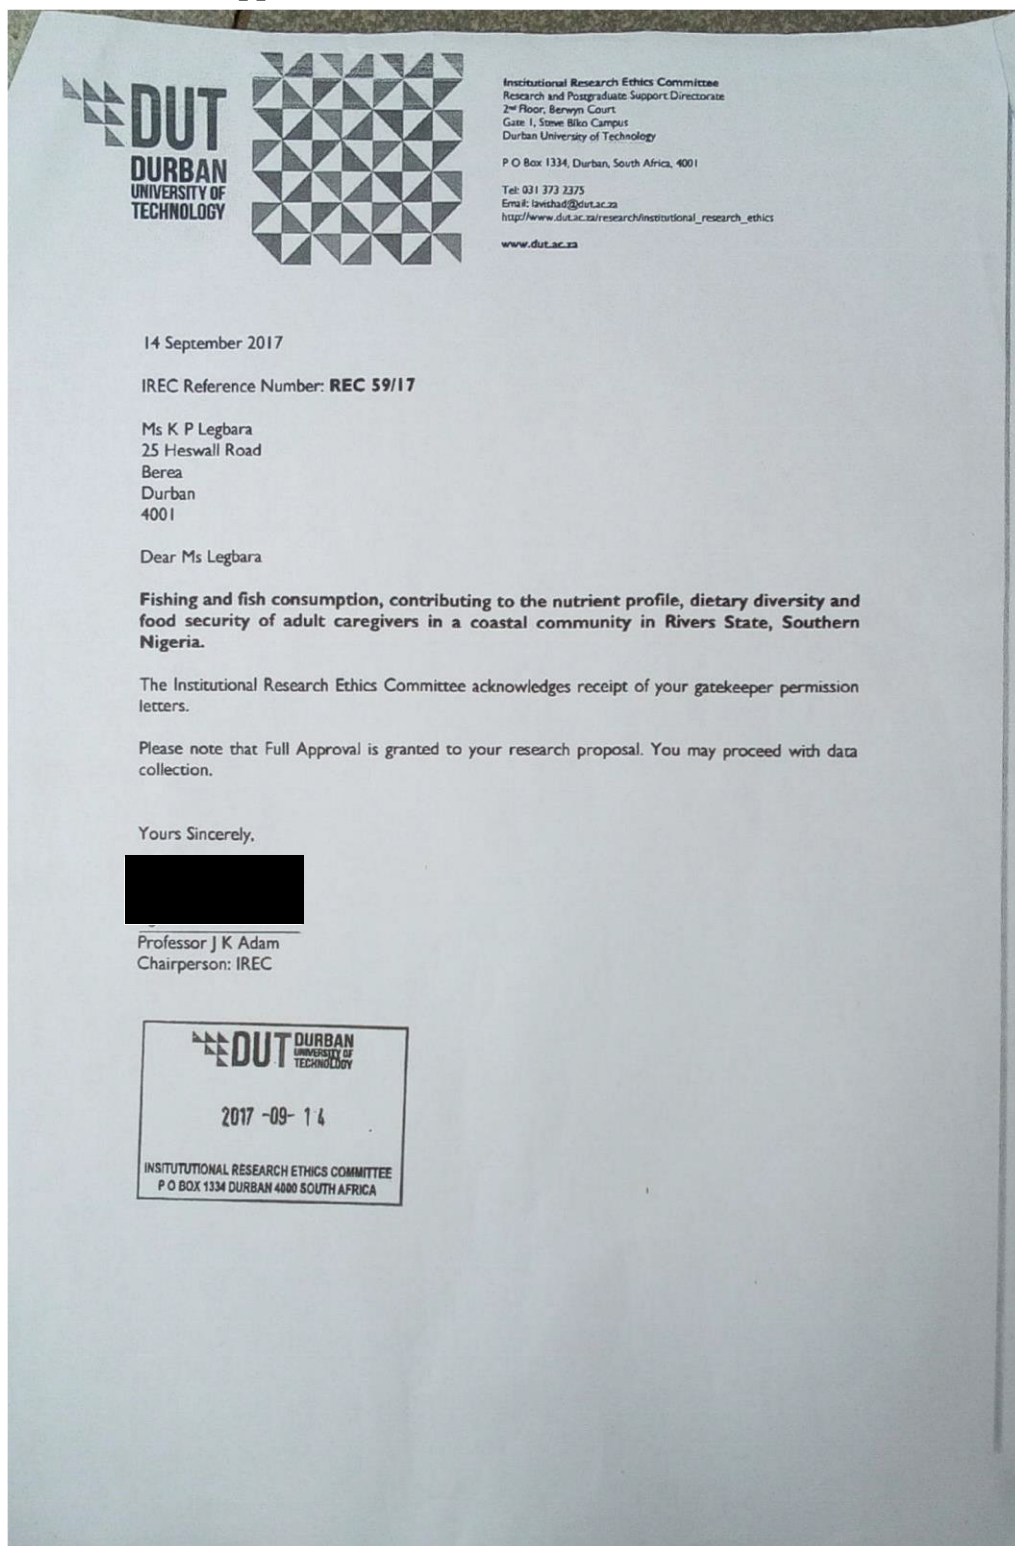 DUT
DURBAN
UNIVERSITY OF
TECHNOLOGY
Institutional Research Ethics Committee
Research and Postgraduate Support Directorate
2nd Floor, Berwyn Court
Gate 1, Steve Biko Campus
Durban University of Technology
P O Box 1334, Durban, South Africa, 4001
Tel: 031 373 2375
Email: lavishad@dut.ac.za
http://www.dut.ac.za/research/institutional_research_ethics
www.dut.ac.za
14 September 2017
IREC Reference Number: REC 59/17
Ms K P Legbara
25 Heswall Road
Berea
Durban
4001
Dear Ms Legbara
Fishing and fish consumption, contributing to the nutrient profile, dietary diversity and
food security of adult caregivers in a coastal community in Rivers State, Southern
Nigeria.
The Institutional Research Ethics Committee acknowledges receipt of your gatekeeper permission
letters.
Please note that Full Approval is granted to your research proposal. You may proceed with data
collection.
Yours Sincerely,
Professor J K Adam
Chairperson: IREC
DUT DURBAN
UNIVERSITY OF
TECHNOLOGY
2017 -09- 14
INSITUTUTIONAL RESEARCH ETHICS COMMITTEE
P O BOX 1334 DURBAN 4000 SOUTH AFRICA